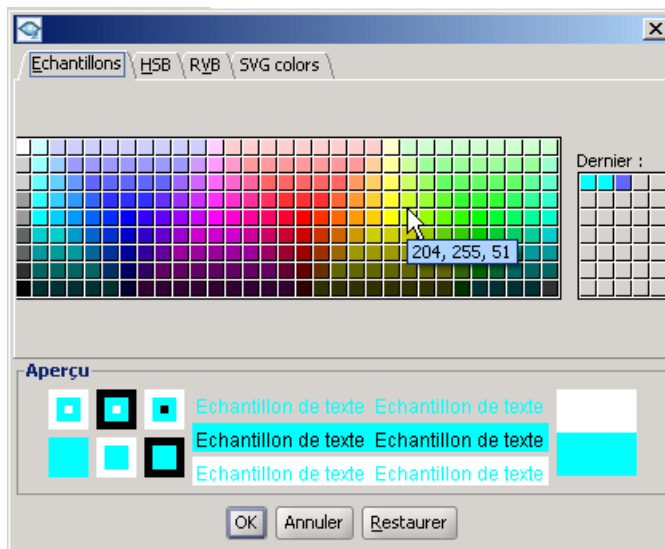 Echantillons HSB RVB SVG colors
Dernier :
204, 255, 51
Aperçu
Echantillon de texte Echantillon de texte
Echantillon de texte Echantillon de texte
Echantillon de texte Echantillon de texte
OK Annuler Restaurer